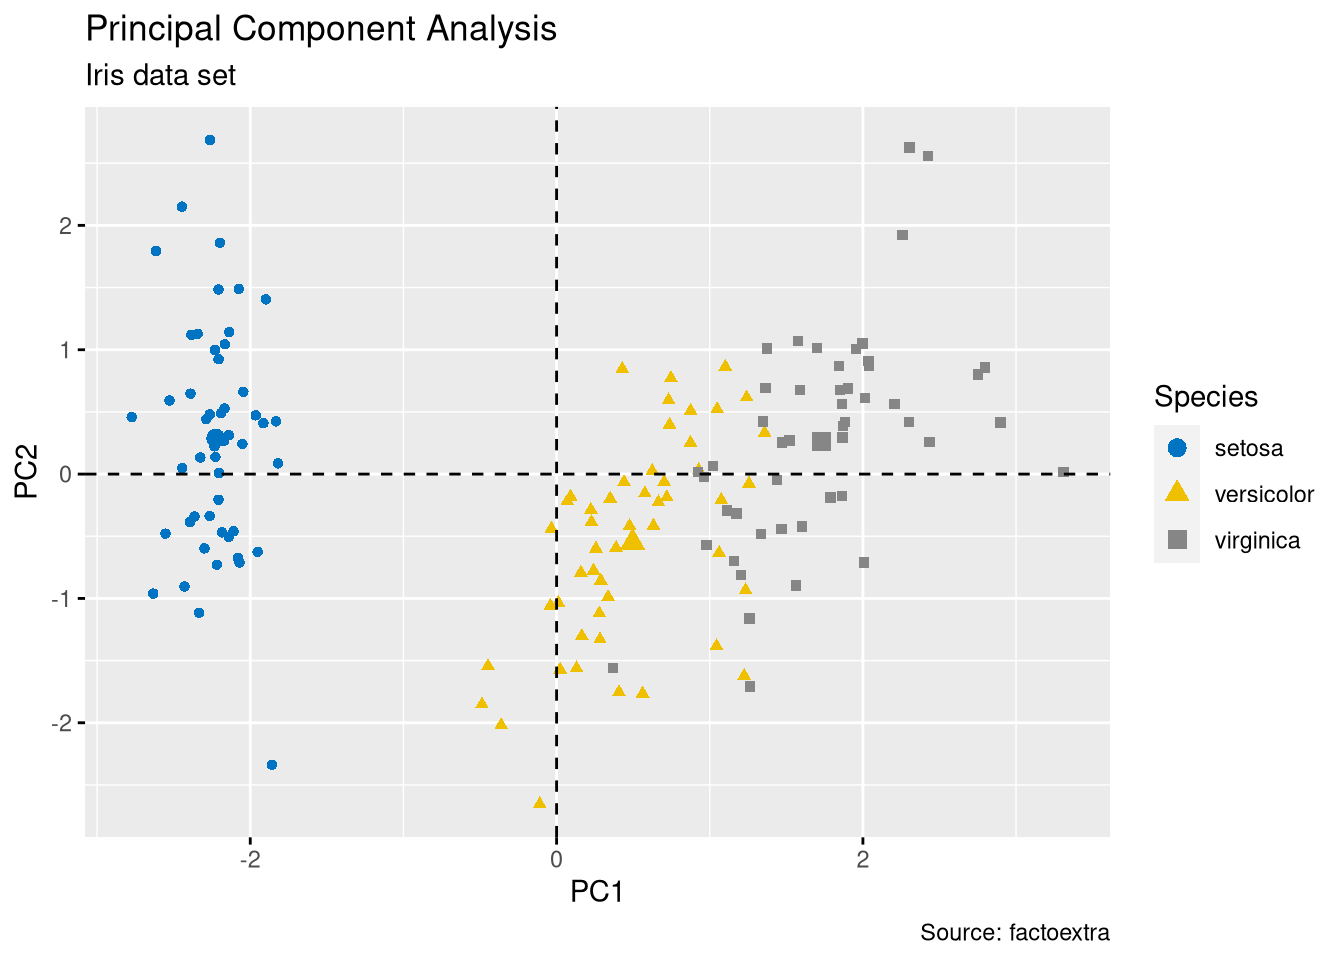 Principal Component Analysis
Iris data set
2
1
0
-1
-2
PC2
-2
0
2
PC1
Species
setosa
versicolor
virginica
Source: factoextra